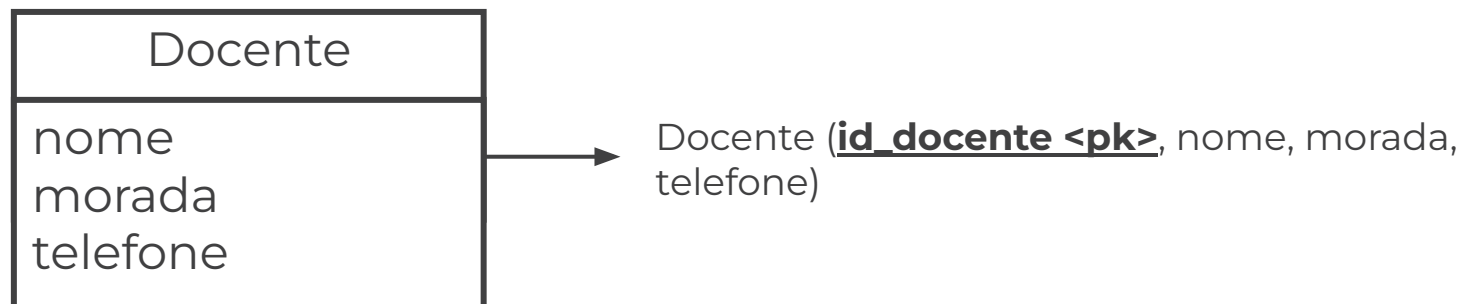 Docente
nome
morada
telefone
Docente (id_docente <pk>, nome, morada,
telefone)